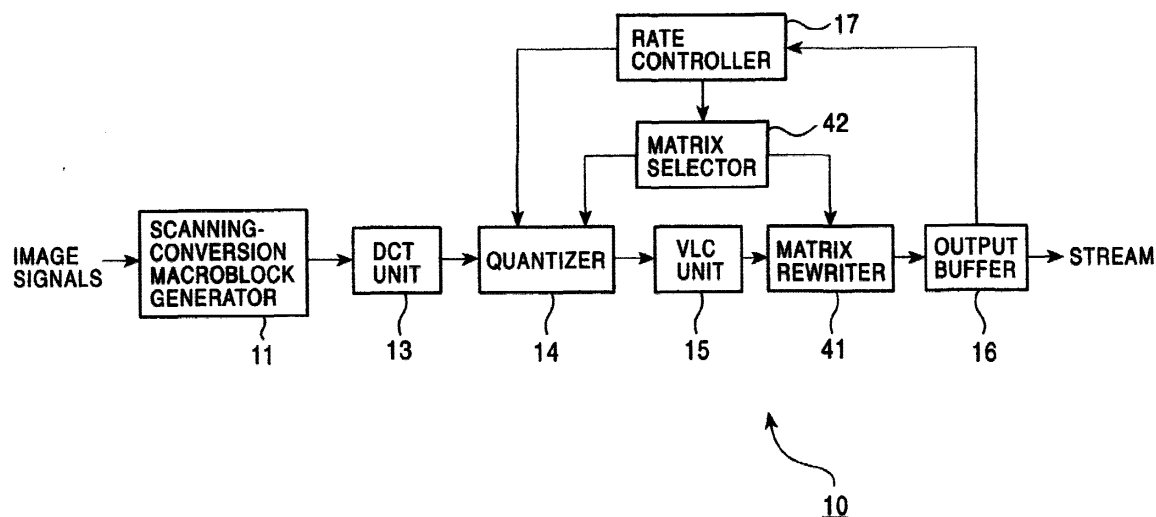 17
RATE
CONTROLLER
42
MATRIX
SELECTOR
IMAGE
SIGNALS
SCANNING-
CONVERSION
MACROBLOCK
GENERATOR
DCT
UNIT
QUANTIZER
VLC
UNIT
MATRIX
REWRITER
OUTPUT
BUFFER
STREAM
11
13
14
15
41
16
10